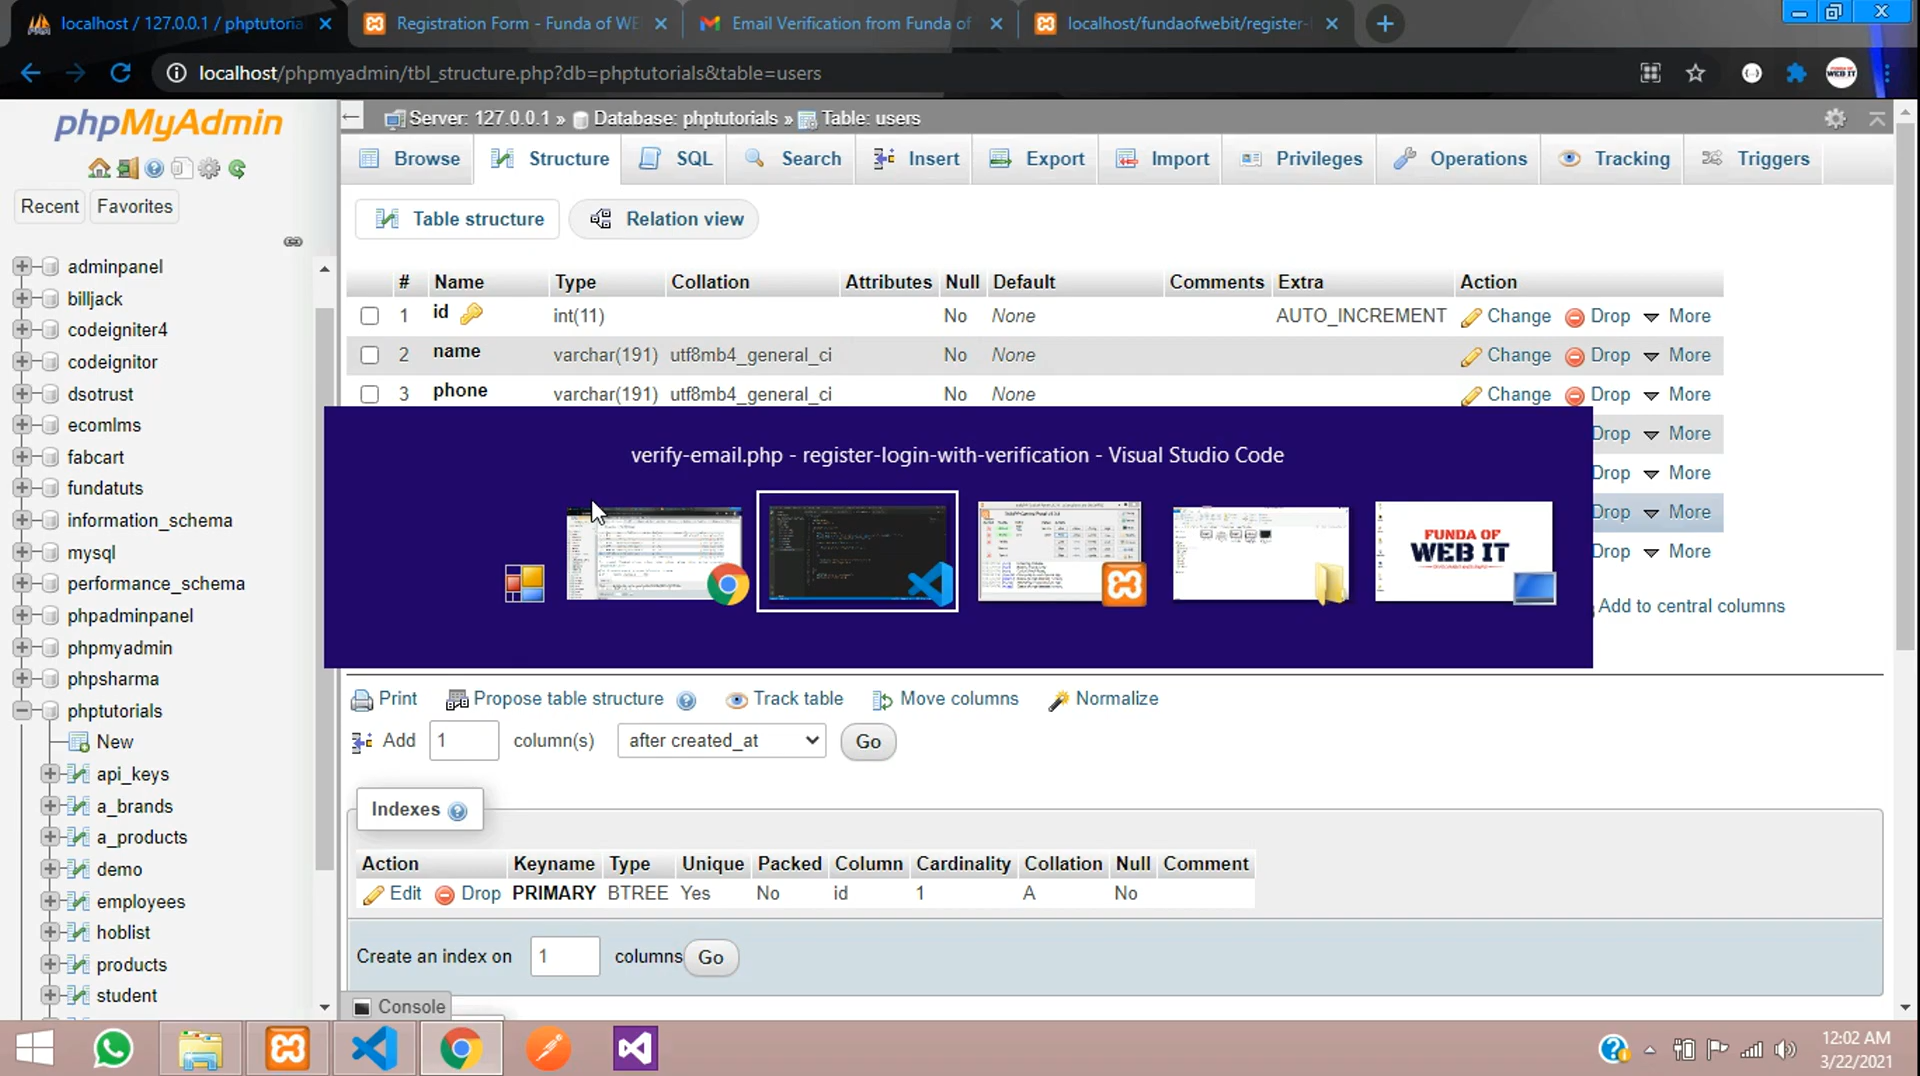 localhost / 127.0.0.1 / phptutoria
Registration Form - Funda of WE
Email Verification from Funda of
localhost/fundaofwebit/register-
localhost/phpmyadmin/tbl_structure.php?db=phptutorials&table=users
phpMyAdmin
Recent
Favorites
adminpanel
billjack
codeigniter4
codeignitor
dsotrust
ecomlms
fabcart
fundatuts
information_schema
mysql
performance_schema
phpadminpanel
phpmyadmin
phpsharma
phptutorials
New
api_keys
a_brands
a_products
demo
employees
hoblist
products
student
Server: 127.0.0.1 » Database: phptutorials » Table: users
Browse Structure SQL Search Insert Export Import Privileges Operations Tracking Triggers
Table structure Relation view
# Name Type Collation Attributes Null Default Comments Extra Action
1 id int(11) No None AUTO_INCREMENT Change Drop More
2 name varchar(191) utf8mb4_general_ci No None Change Drop More
3 phone varchar(191) utf8mb4_general_ci No None Change Drop More
Drop More
Drop More
Drop More
Drop More
verify-email.php - register-login-with-verification - Visual Studio Code
FUNDA OF
WEB IT
Add to central columns
Print Propose table structure Track table Move columns Normalize
Add 1 column(s) after created_at Go
Indexes
Action Keyname Type Unique Packed Column Cardinality Collation Null Comment
Edit Drop PRIMARY BTREE Yes No id 1 A No
Create an index on 1 columns Go
Console
12:02 AM
3/22/2021